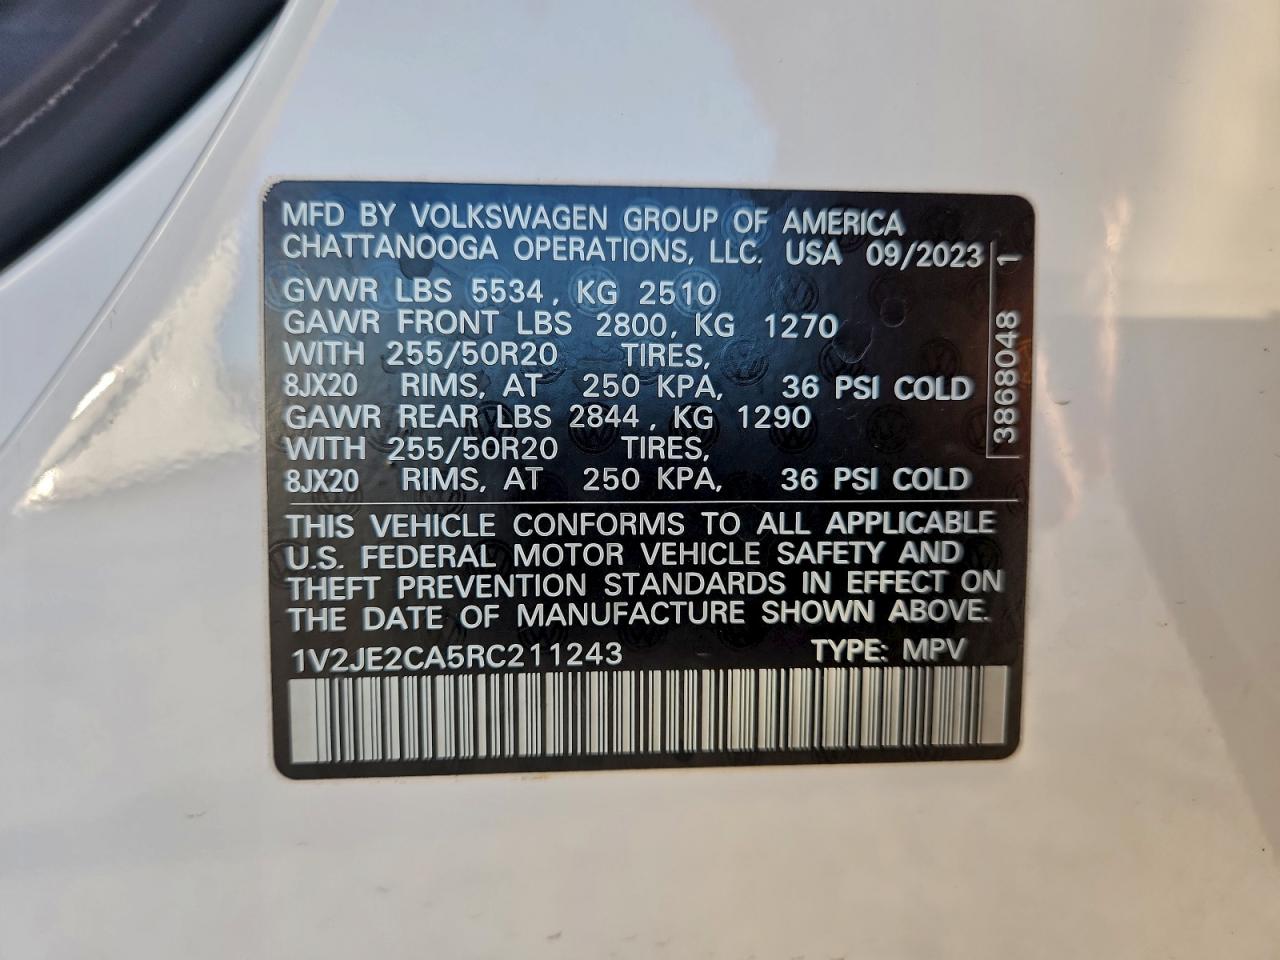 MFD BY VOLKSWAGEN GROUP OF AMERICA
CHATTANOOGA OPERATIONS, LLC. USA 09/2023
GVWR LBS 5534, KG 2510
GAWR FRONT LBS 2800, KG 1270
WITH 255/50R20 TIRES,
8JX20 RIMS, AT 250 KPA, 36 PSI COLD
GAWR REAR LBS 2844, KG 1290
WITH 255/50R20 TIRES,
8JX20 RIMS, AT 250 KPA, 36 PSI COLD
3868048 1
THIS VEHICLE CONFORMS TO ALL APPLICABLE
U.S. FEDERAL MOTOR VEHICLE SAFETY AND
THEFT PREVENTION STANDARDS IN EFFECT ON
THE DATE OF MANUFACTURE SHOWN ABOVE.
1V2JE2CA5RC211243 TYPE: MPV